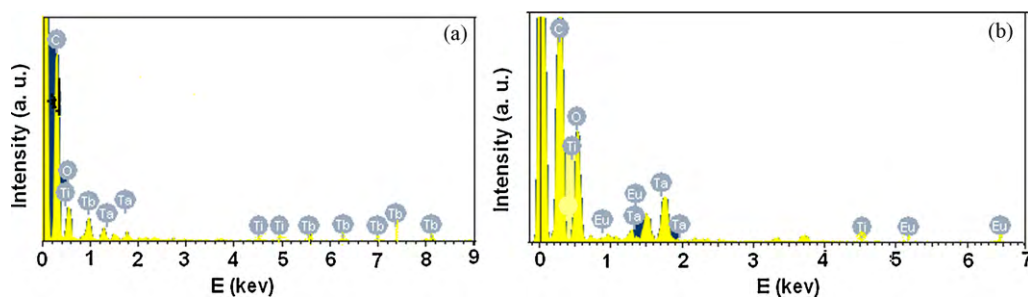 (a)
C
O
Ti
Tb
Ta
Ta
Ti
Ti
Tb
Tb
Tb
Tb
Tb
Intensity (a. u.)
0 1 2 3 4 5 6 7 8 9
E (kev)
(b)
C
O
Ti
Eu
Eu
Ta
Ta
Ta
Ti
Eu
Eu
Intensity (a. u.)
0 1 2 3 4 5 6 7
E (kev)